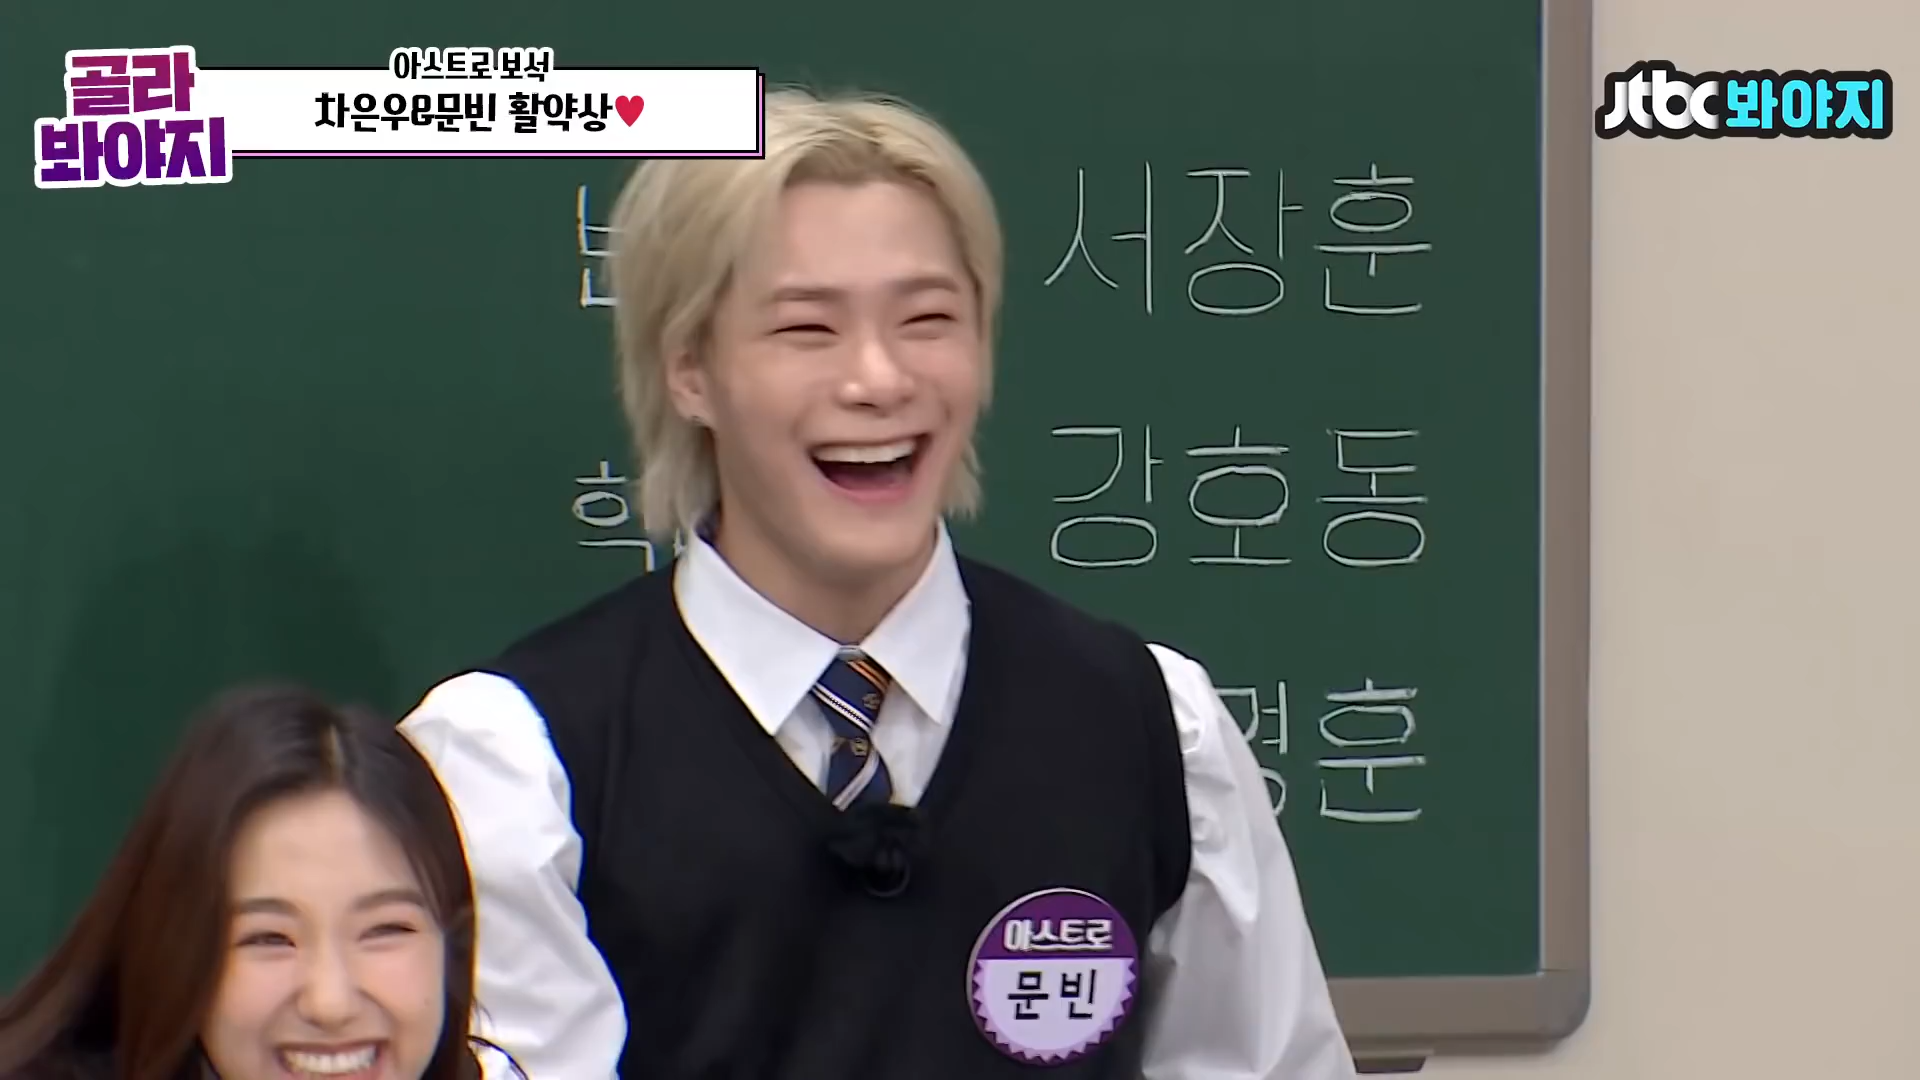 골라
봐야지
아스트로 보석
차은우&문빈 활약상♥
jtbc 봐야지
서장훈
강호동
훈
아스트로
문빈